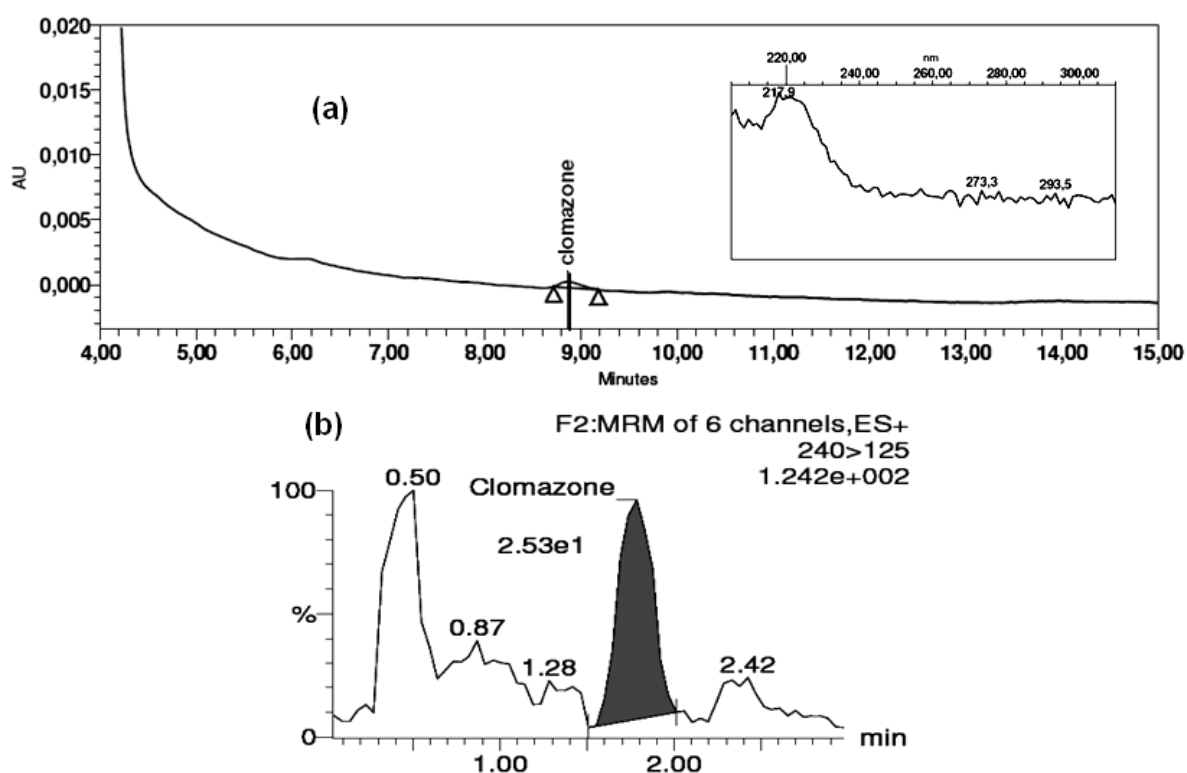 0,020
0,015
0,010
0,005
0,000
AU
(a)
clomazone
4,00 5,00 6,00 7,00 8,00 9,00 10,00 11,00 12,00 13,00 14,00 15,00
Minutes
nm
220,00 240,00 260,00 280,00 300,00
217,9
273,3
293,5
(b)
F2:MRM of 6 channels,ES+
240>125
1.242e+002
100
%
0
0.50
0.87
1.28
Clomazone
2.53e1
2.42
1.00 2.00
min